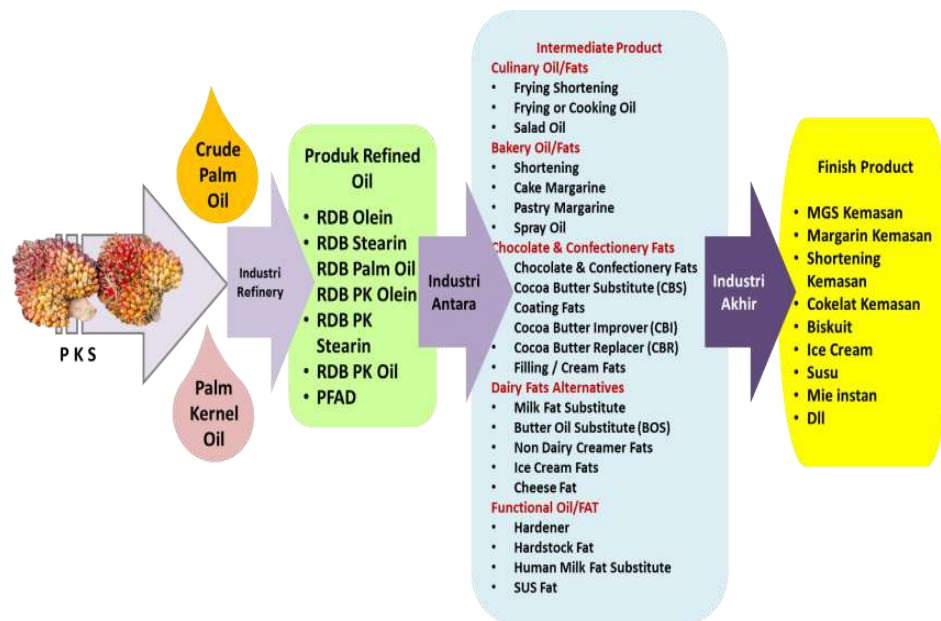 P K S
Crude
Palm
Oil
Palm
Kernel
Oil
Industri
Refinery
Produk Refined
Oil
• RDB Olein
• RDB Stearin
RDB Palm Oil
RDB PK Olein
• RDB PK
Stearin
• RDB PK Oil
• PFAD
Industri
Antara
Intermediate Product
Culinary Oil/Fats
• Frying Shortening
• Frying or Cooking Oil
• Salad Oil
Bakery Oil/Fats
• Shortening
• Cake Margarine
• Pastry Margarine
• Spray Oil
Chocolate & Confectionery Fats
Chocolate & Confectionery Fats
Cocoa Butter Substitute (CBS)
Coating Fats
Cocoa Butter Improver (CBI)
• Cocoa Butter Replacer (CBR)
• Filling / Cream Fats
Dairy Fats Alternatives
• Milk Fat Substitute
• Butter Oil Substitute (BOS)
• Non Dairy Creamer Fats
• Ice Cream Fats
• Cheese Fat
Functional Oil/FAT
• Hardener
• Hardstock Fat
• Human Milk Fat Substitute
• SUS Fat
Industri
Akhir
Finish Product
• MGS Kemasan
• Margarin Kemasan
• Shortening
Kemasan
• Cokelat Kemasan
• Biskuit
• Ice Cream
• Susu
• Mie instan
• Dll